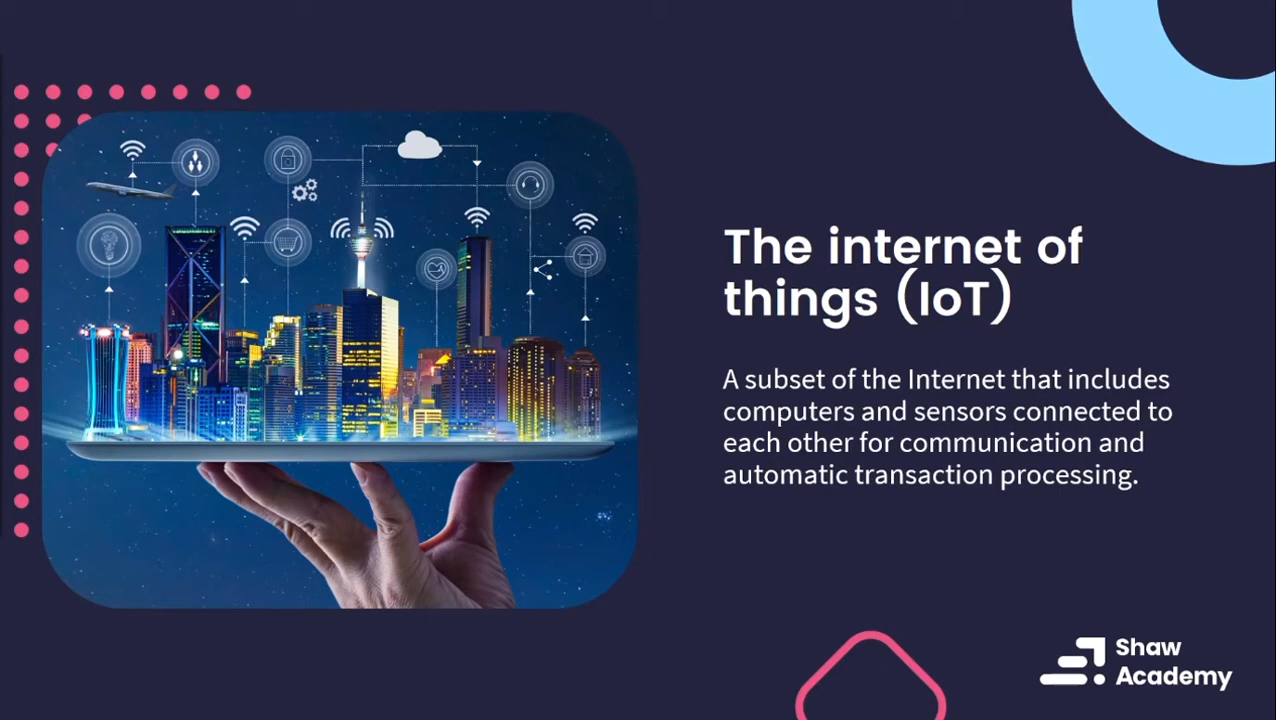 The internet of
things (IoT)
A subset of the Internet that includes
computers and sensors connected to
each other for communication and
automatic transaction processing.
Shaw
Academy